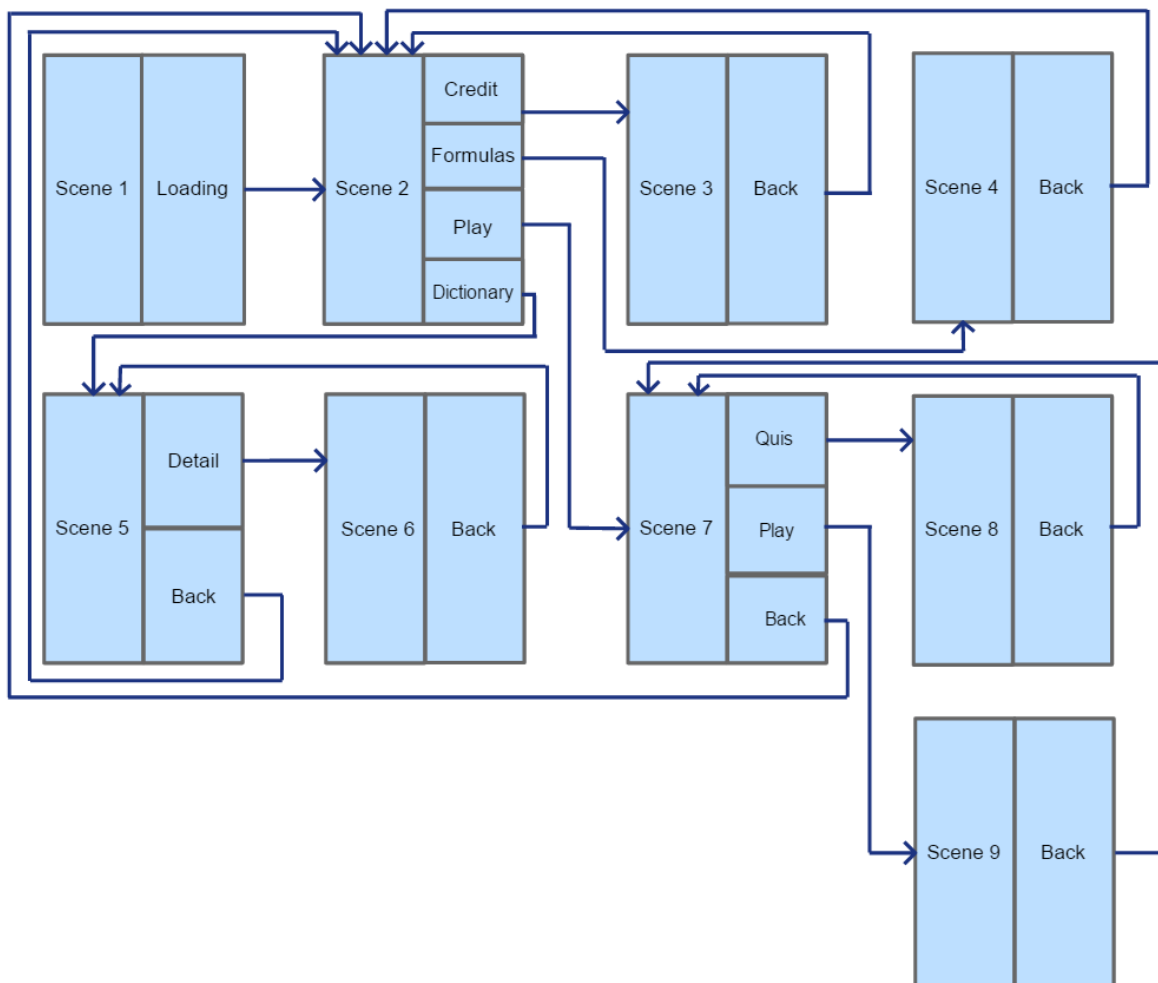 Scene 1
Loading
Scene 2
Credit
Formulas
Play
Dictionary
Scene 3
Back
Scene 4
Back
Scene 5
Detail
Back
Scene 6
Back
Scene 7
Quis
Play
Back
Scene 8
Back
Scene 9
Back